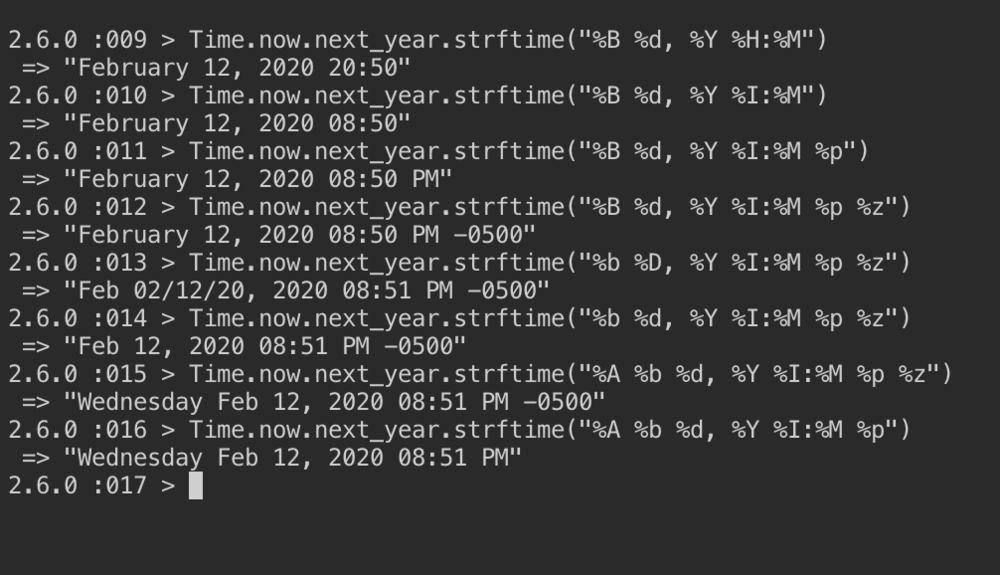 2.6.0 :009 > Time.now.next_year.strftime("%B %d, %Y %H:%M")
 => "February 12, 2020 20:50"
2.6.0 :010 > Time.now.next_year.strftime("%B %d, %Y %I:%M")
 => "February 12, 2020 08:50"
2.6.0 :011 > Time.now.next_year.strftime("%B %d, %Y %I:%M %p")
 => "February 12, 2020 08:50 PM"
2.6.0 :012 > Time.now.next_year.strftime("%B %d, %Y %I:%M %p %z")
 => "February 12, 2020 08:50 PM -0500"
2.6.0 :013 > Time.now.next_year.strftime("%b %D, %Y %I:%M %p %z")
 => "Feb 02/12/20, 2020 08:51 PM -0500"
2.6.0 :014 > Time.now.next_year.strftime("%b %d, %Y %I:%M %p %z")
 => "Feb 12, 2020 08:51 PM -0500"
2.6.0 :015 > Time.now.next_year.strftime("%A %b %d, %Y %I:%M %p %z")
 => "Wednesday Feb 12, 2020 08:51 PM -0500"
2.6.0 :016 > Time.now.next_year.strftime("%A %b %d, %Y %I:%M %p")
 => "Wednesday Feb 12, 2020 08:51 PM"
2.6.0 :017 >